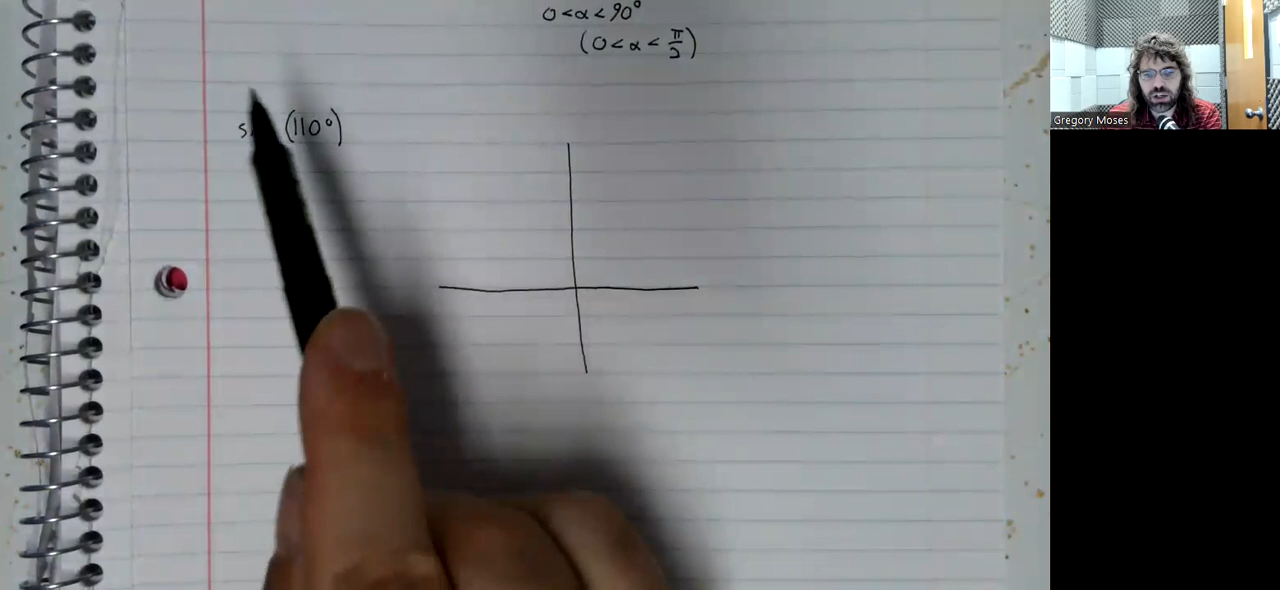 0 < α < 90°
(0 < α < π/2)
(110°)
Gregory Moses